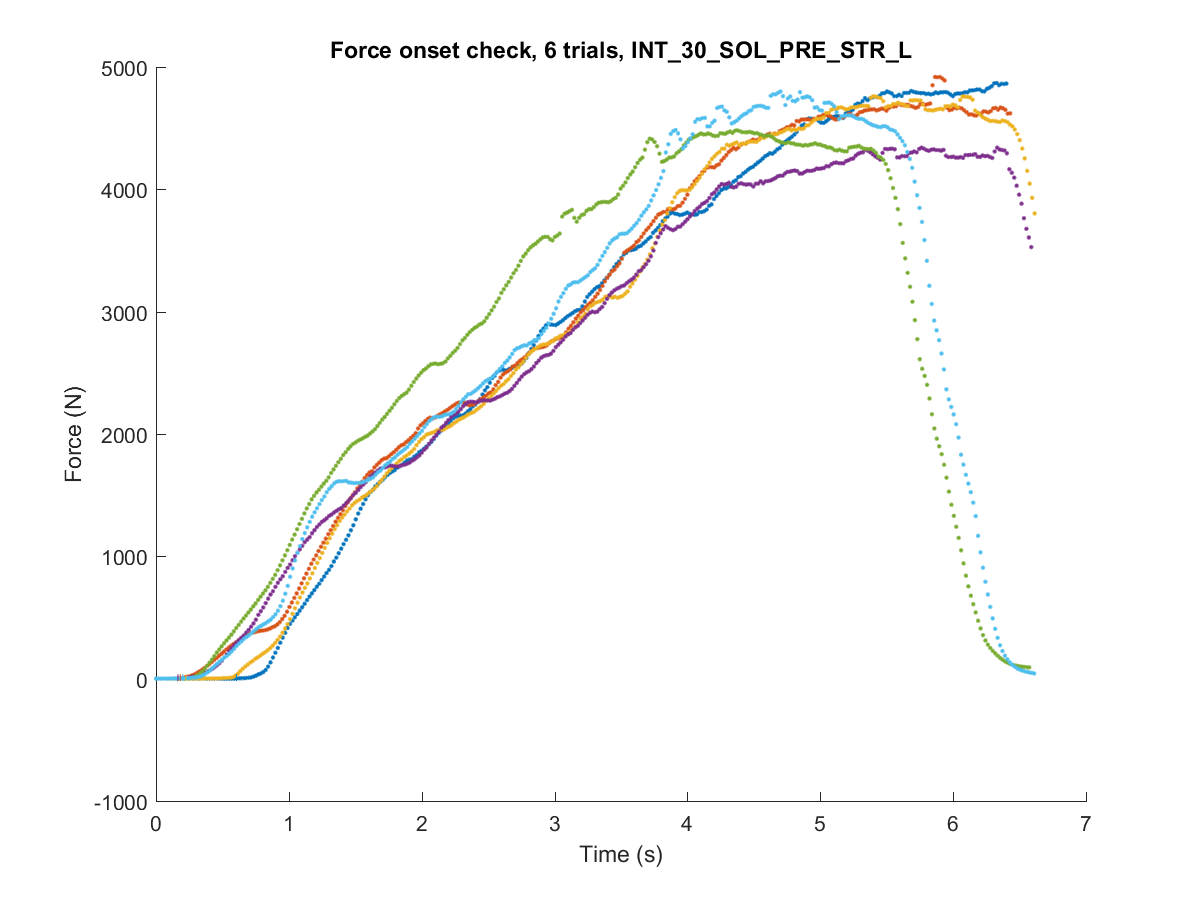 Force onset check, 6 trials, INT_30_SOL_PRE_STR_L
5000
4000
3000
2000
1000
0
-1000
Force (N)
0 1 2 3 4 5 6 7
Time (s)